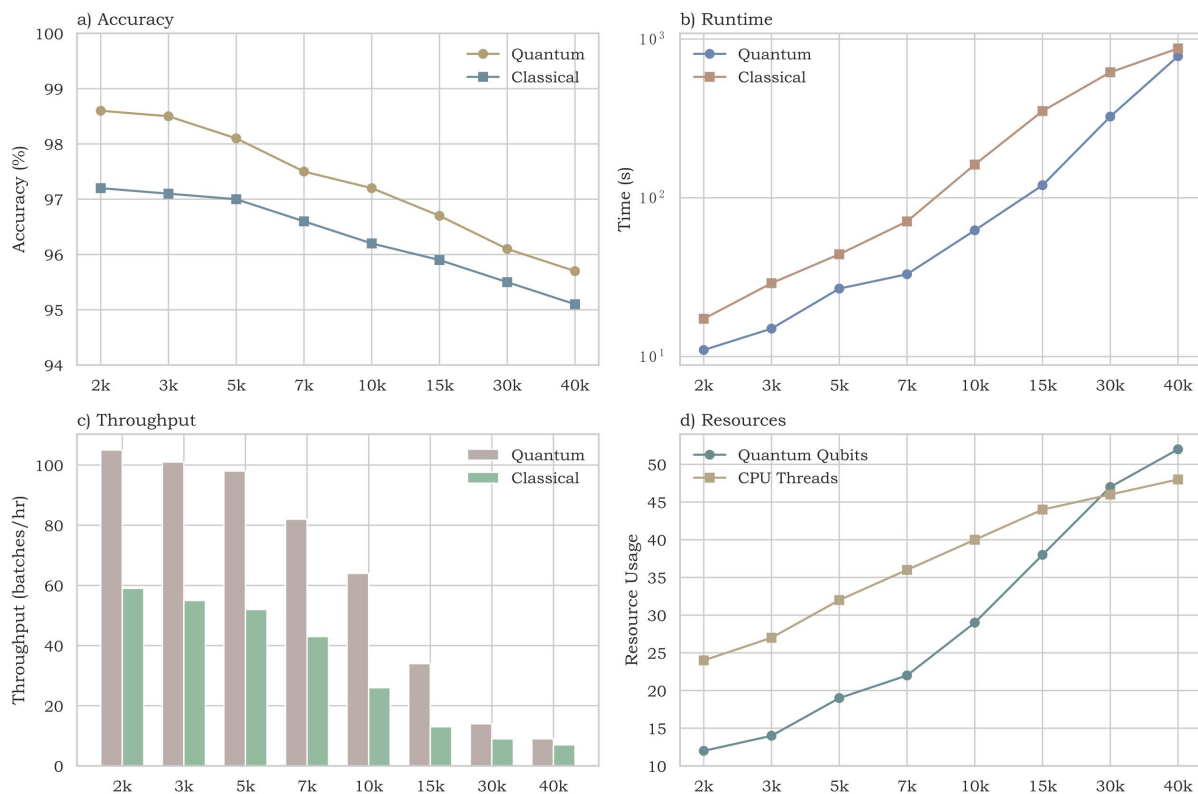 a) Accuracy
100
99
98
97
96
95
94
Accuracy (%)
Quantum
Classical
2k 3k 5k 7k 10k 15k 30k 40k
b) Runtime
10³
10²
10¹
Time (s)
Quantum
Classical
2k 3k 5k 7k 10k 15k 30k 40k
c) Throughput
100
80
60
40
20
0
Throughput (batches/hr)
Quantum
Classical
2k 3k 5k 7k 10k 15k 30k 40k
d) Resources
50
45
40
35
30
25
20
15
10
Resource Usage
Quantum Qubits
CPU Threads
2k 3k 5k 7k 10k 15k 30k 40k